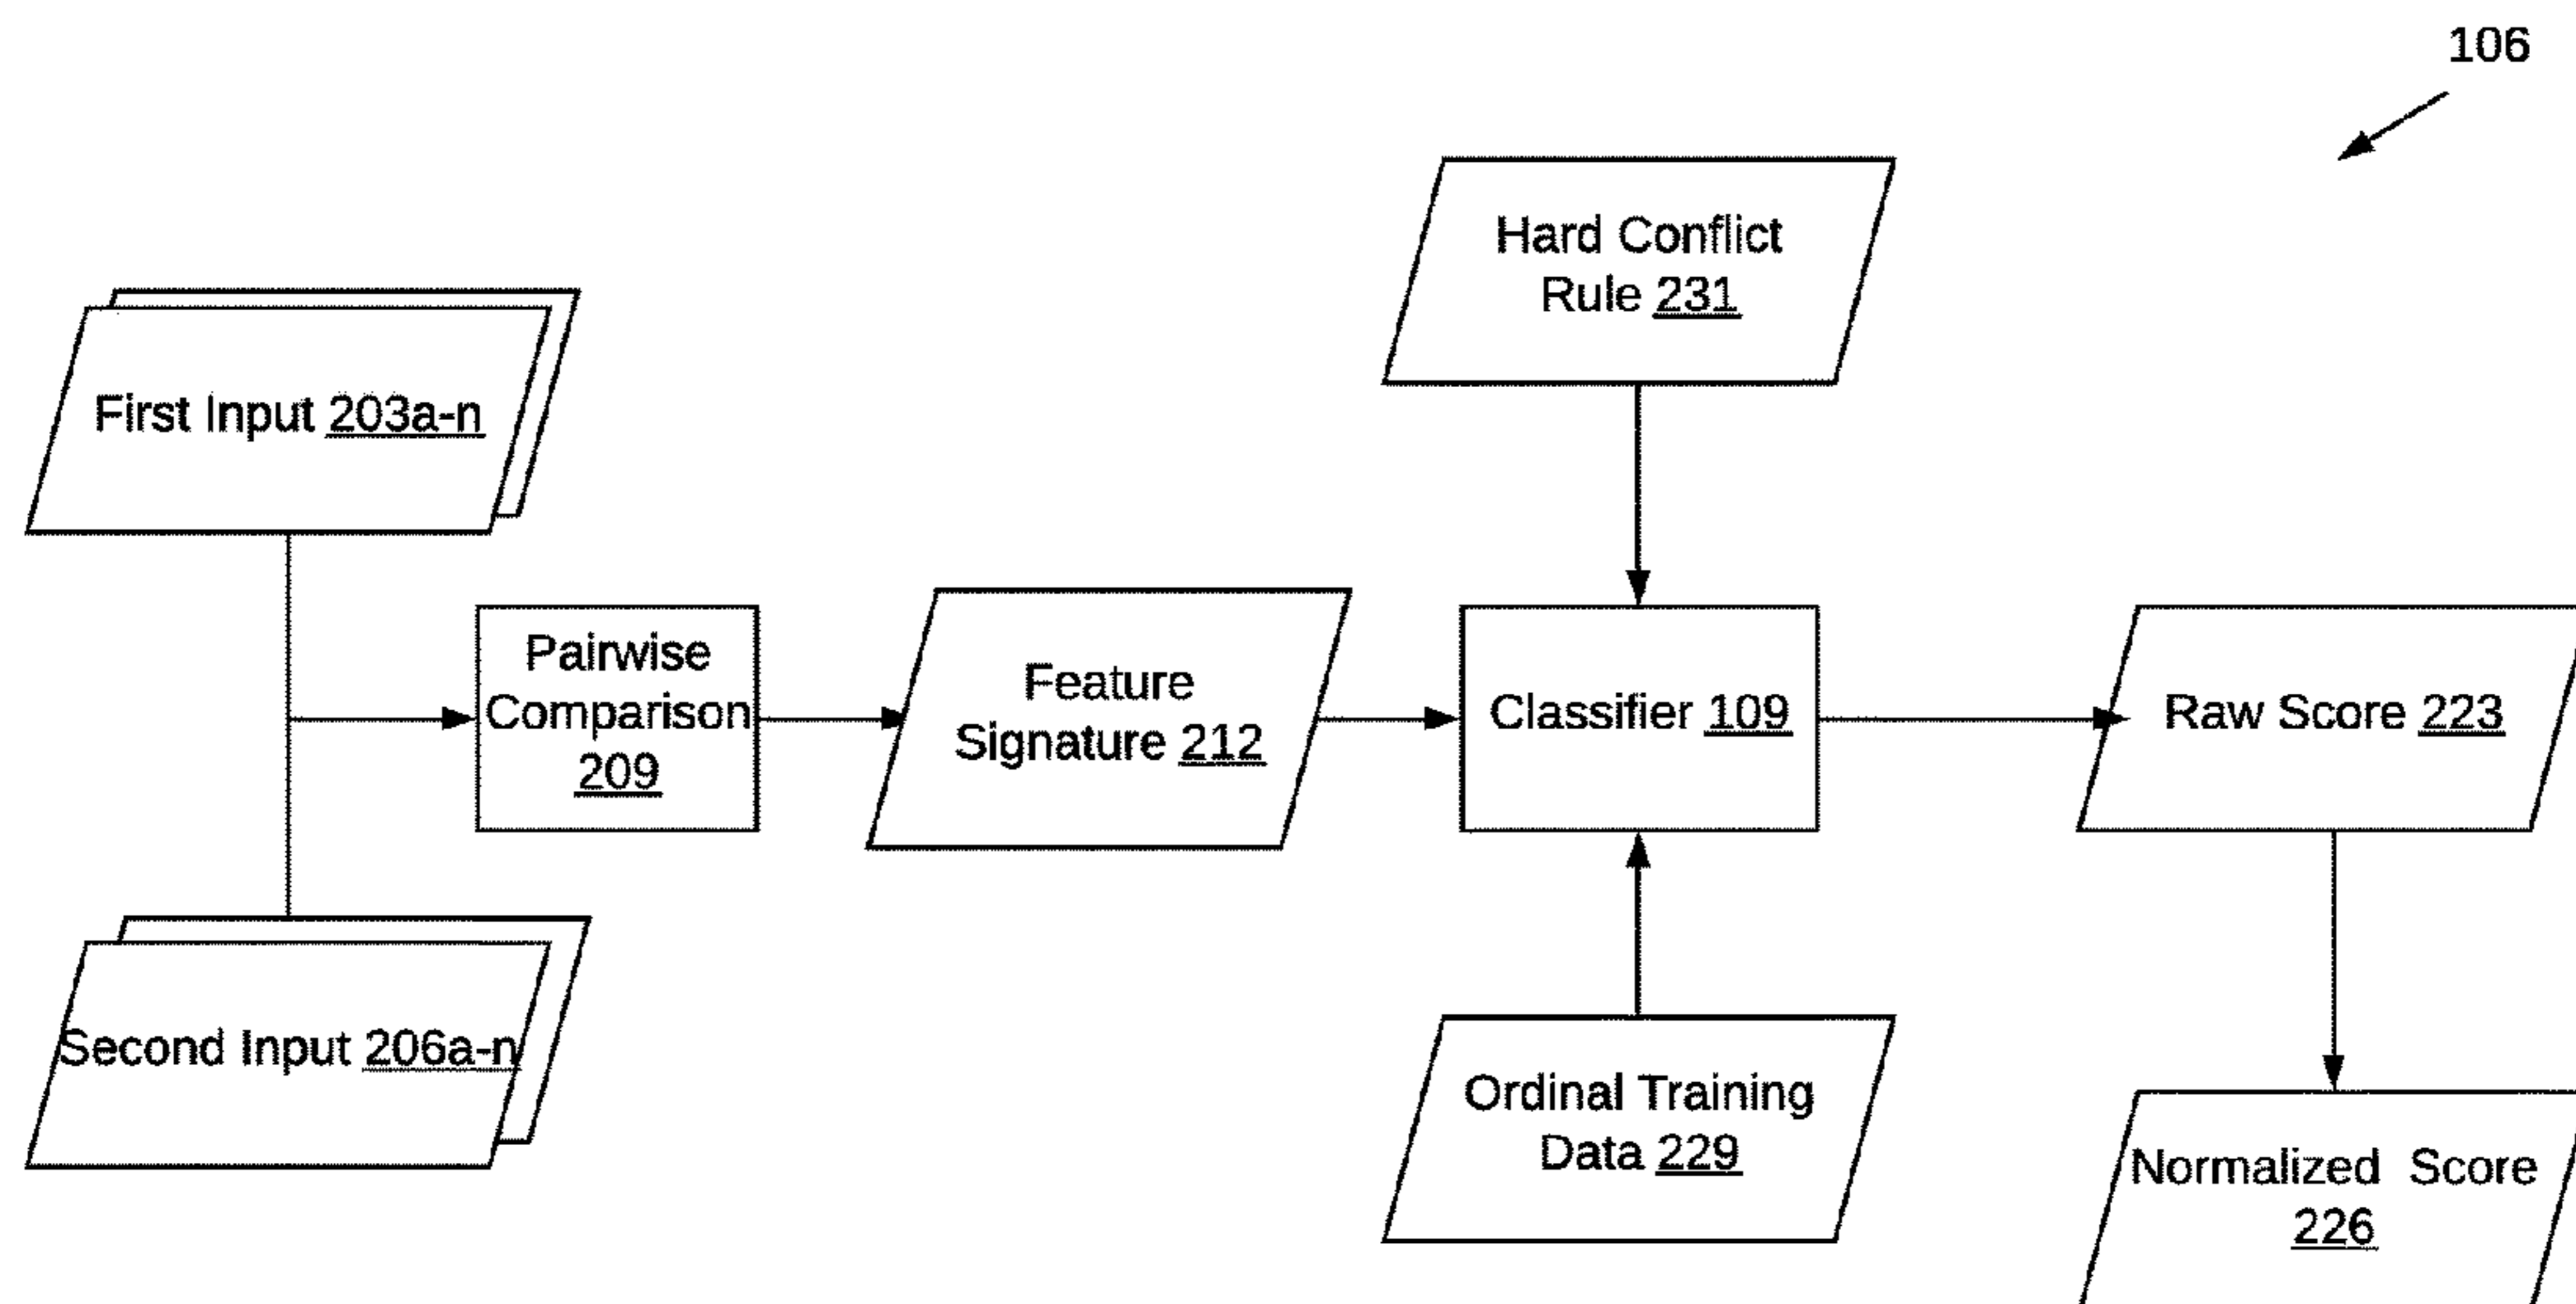 106
Hard Conflict
Rule 231
First Input 203a-n
Pairwise
Comparison
209
Feature
Signature 212
Classifier 109
Raw Score 223
Second Input 206a-n
Ordinal Training
Data 229
Normalized Score
226